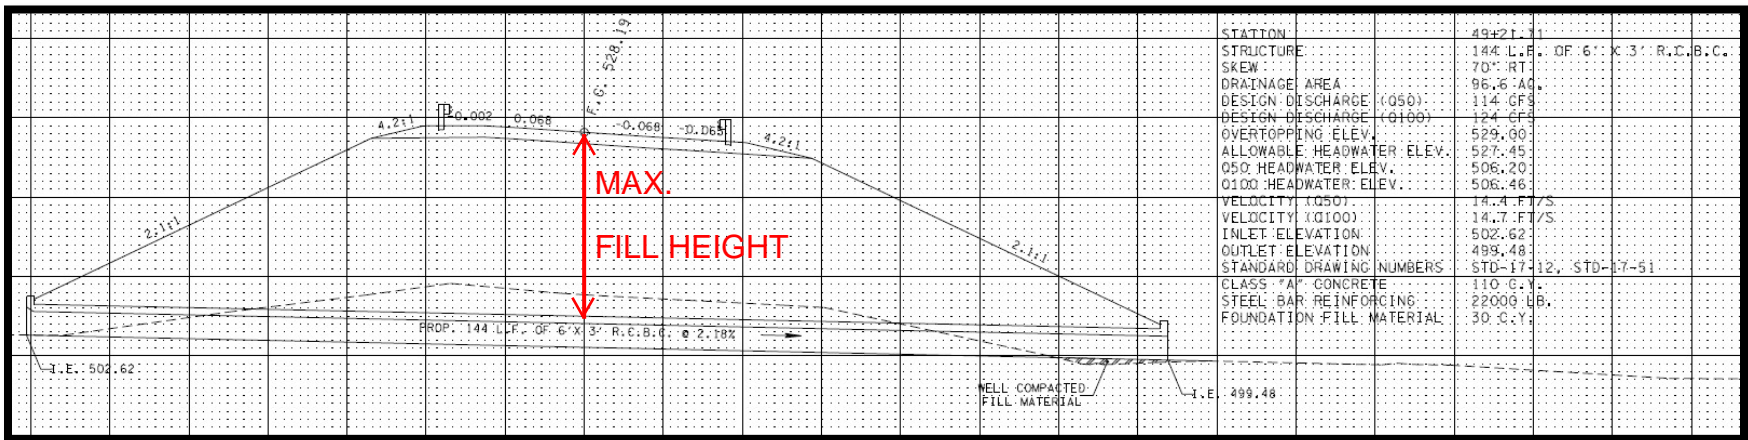 F.G. 528.19
4.2:1
-0.002
0.068
-0.068
-0.065
4.2:1
MAX.
FILL HEIGHT
2.1:1
2.1:1
PROP. 144 L.F. OF 6'X 3' R.C.B.C. @ 2.18%
I.E. 502.62
WELL COMPACTED
FILL MATERIAL
I.E. 499.48
STATION 49+21.11
STRUCTURE 144 L.F. OF 6' X 3' R.C.B.C.
SKEW 70° RT
DRAINAGE AREA 96.6 AC.
DESIGN DISCHARGE (Q50) 114 CFS
DESIGN DISCHARGE (Q100) 124 CFS
OVERTOPPING ELEV. 529.00
ALLOWABLE HEADWATER ELEV. 527.45
Q50 HEADWATER ELEV. 506.20
Q100 HEADWATER ELEV. 506.46
VELOCITY (Q50) 14.4 FT/S
VELOCITY (Q100) 14.7 FT/S
INLET ELEVATION 502.62
OUTLET ELEVATION 499.48
STANDARD DRAWING NUMBERS STD-17-12, STD-17-51
CLASS "A" CONCRETE 110 C.Y.
STEEL BAR REINFORCING 22000 LB.
FOUNDATION FILL MATERIAL 30 C.Y.